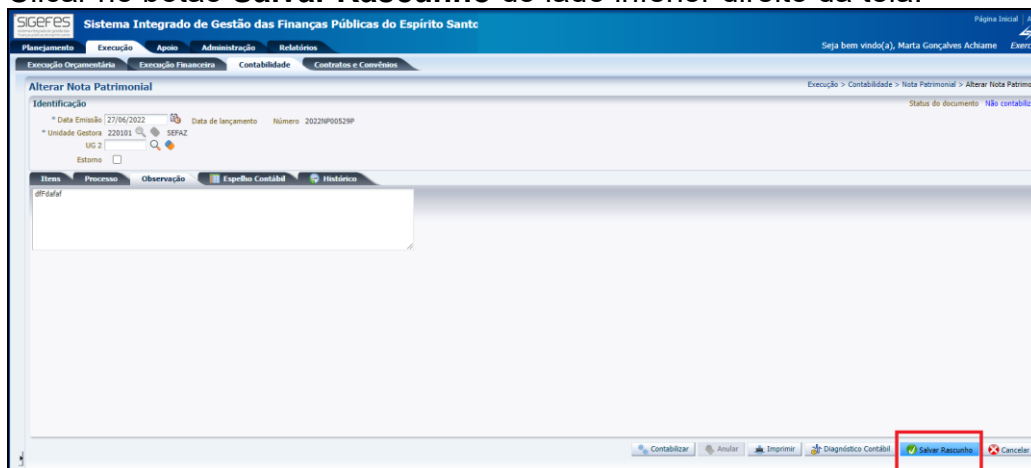 Clicar no botão Salvar Rascunho do lado inferior direito da tela.
SIGEFES Sistema Integrado de Gestão das Finanças Públicas do Espírito Santo
Página Inicial
Planejamento Execução Apoio Administração Relatórios
Seja bem vindo(a), Marta Gonçalves Achiame Exerc
Execução Orçamentária Execução Financeira Contabilidade Contratos e Convênios
Alterar Nota Patrimonial
Execução > Contabilidade > Nota Patrimonial > Alterar Nota Patrimo
Identificação
Status do documento Não contabiliz
* Data Emissão 27/06/2022 Data de lançamento Número 2022NP00529P
* Unidade Gestora 220101 SEFAZ
UG 2
Estorno
Itens Processo Observação Espelho Contábil Histórico
dfFdafaf
Contabilizar Anular Imprimir Diagnóstico Contábil Salvar Rascunho Cancelar